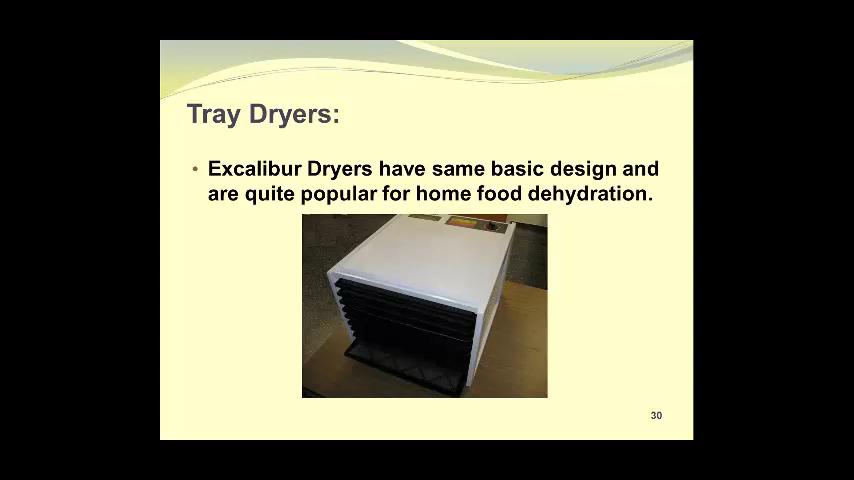 Tray Dryers:
• Excalibur Dryers have same basic design and
are quite popular for home food dehydration.
30